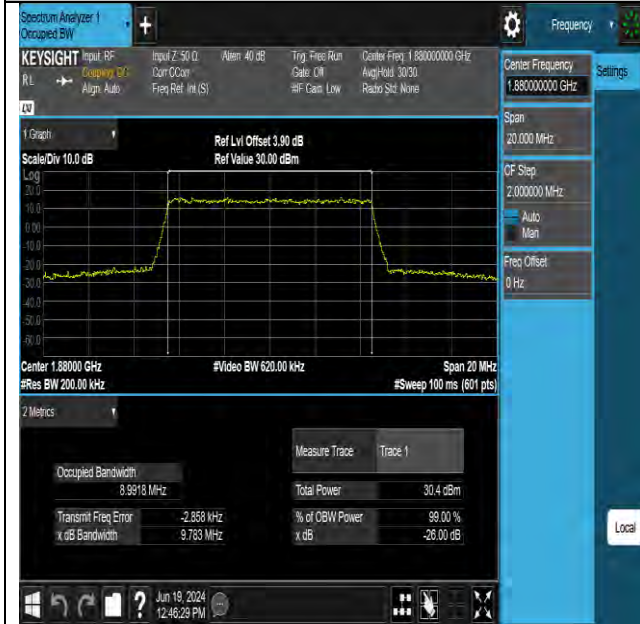 Spectrum Analyzer 1
Occupied BW
+
Frequency
KEYSIGHT
Input: RF
Coupling: DC
Align: Auto
Input Z: 50 Ω
Corr CCorr
Freq Ref: Int (S)
Atten: 40 dB
Trig: Free Run
Gate: Off
#IF Gain: Low
Center Freq: 1.880000000 GHz
Avg|Hold: 30/30
Radio Std: None
RL
Center Frequency
1.880000000 GHz
Settings
Span
20.000 MHz
CF Step
2.000000 MHz
Auto
Man
Freq Offset
0 Hz
1 Graph
Scale/Div 10.0 dB
Ref Lvl Offset 3.90 dB
Ref Value 30.00 dBm
Log
20.0
10.0
0.00
-10.0
-20.0
-30.0
-40.0
-50.0
-60.0
Center 1.88000 GHz
#Video BW 620.00 kHz
Span 20 MHz
#Res BW 200.00 kHz
#Sweep 100 ms (601 pts)
2 Metrics
Measure Trace
Trace 1
Occupied Bandwidth
8.9918 MHz
Total Power
30.4 dBm
Transmit Freq Error
-2.858 kHz
% of OBW Power
99.00 %
x dB Bandwidth
9.783 MHz
x dB
-26.00 dB
Local
?
Jun 19, 2024
12:46:29 PM